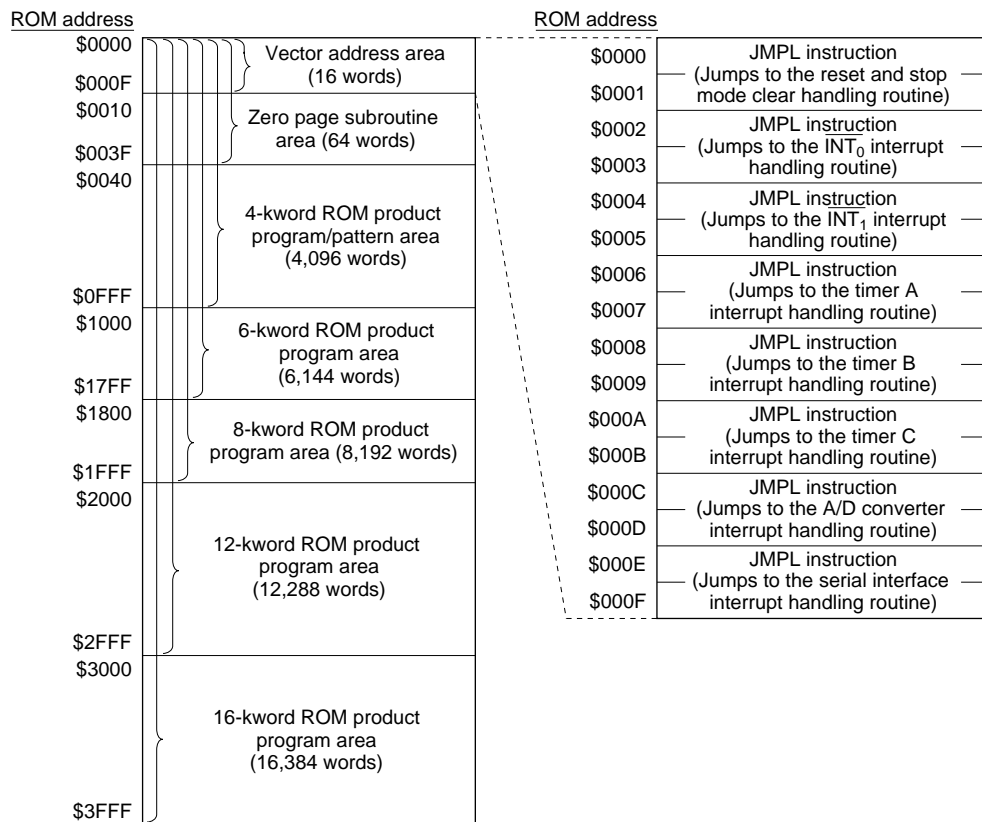 ROM address
$0000
Vector address area
(16 words)
$000F
$0010
Zero page subroutine
area (64 words)
$003F
$0040
4-kword ROM product
program/pattern area
(4,096 words)
$0FFF
$1000
6-kword ROM product
program area
(6,144 words)
$17FF
$1800
8-kword ROM product
program area (8,192 words)
$1FFF
$2000
12-kword ROM product
program area
(12,288 words)
$2FFF
$3000
16-kword ROM product
program area
(16,384 words)
$3FFF
ROM address
$0000
$0001
JMPL instruction
(Jumps to the reset and stop
mode clear handling routine)
$0002
$0003
JMPL instruction
(Jumps to the INT0 interrupt
handling routine)
$0004
$0005
JMPL instruction
(Jumps to the INT1 interrupt
handling routine)
$0006
$0007
JMPL instruction
(Jumps to the timer A
interrupt handling routine)
$0008
$0009
JMPL instruction
(Jumps to the timer B
interrupt handling routine)
$000A
$000B
JMPL instruction
(Jumps to the timer C
interrupt handling routine)
$000C
$000D
JMPL instruction
(Jumps to the A/D converter
interrupt handling routine)
$000E
$000F
JMPL instruction
(Jumps to the serial interface
interrupt handling routine)